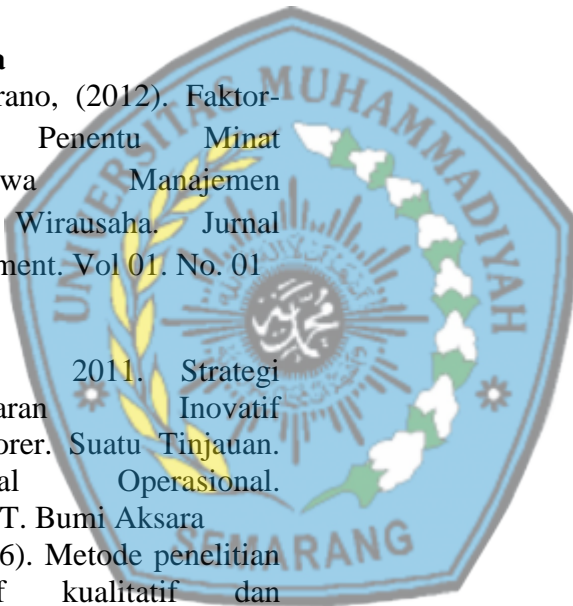 a
rano, (2012). Faktor-
Penentu Minat
wa Manajemen
Wirausaha. Jurnal
ment. Vol 01. No. 01
2011. Strategi
aran Inovatif
orer. Suatu Tinjauan.
al Operasional.
T. Bumi Aksara
6). Metode penelitian
f kualitatif dan
UNIVERSITAS MUHAMMADIYAH
SEMARANG